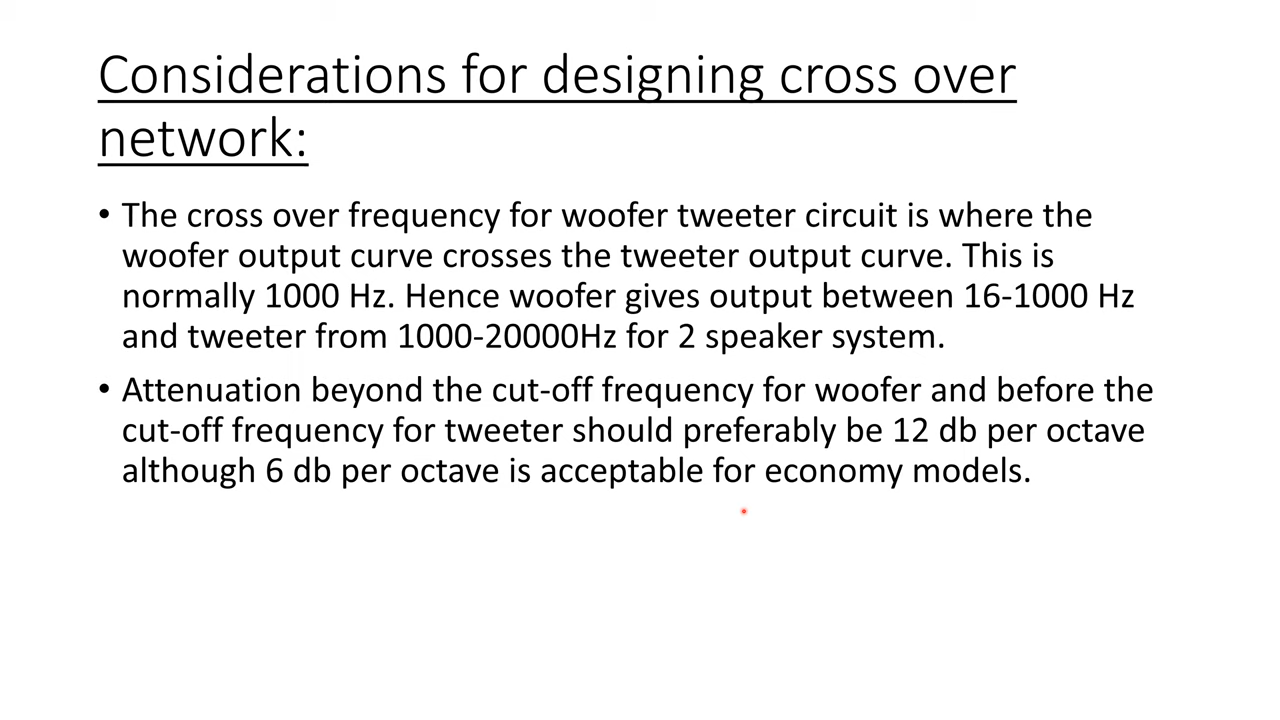 Considerations for designing cross over
network:
• The cross over frequency for woofer tweeter circuit is where the
woofer output curve crosses the tweeter output curve. This is
normally 1000 Hz. Hence woofer gives output between 16-1000 Hz
and tweeter from 1000-20000Hz for 2 speaker system.
• Attenuation beyond the cut-off frequency for woofer and before the
cut-off frequency for tweeter should preferably be 12 db per octave
although 6 db per octave is acceptable for economy models.